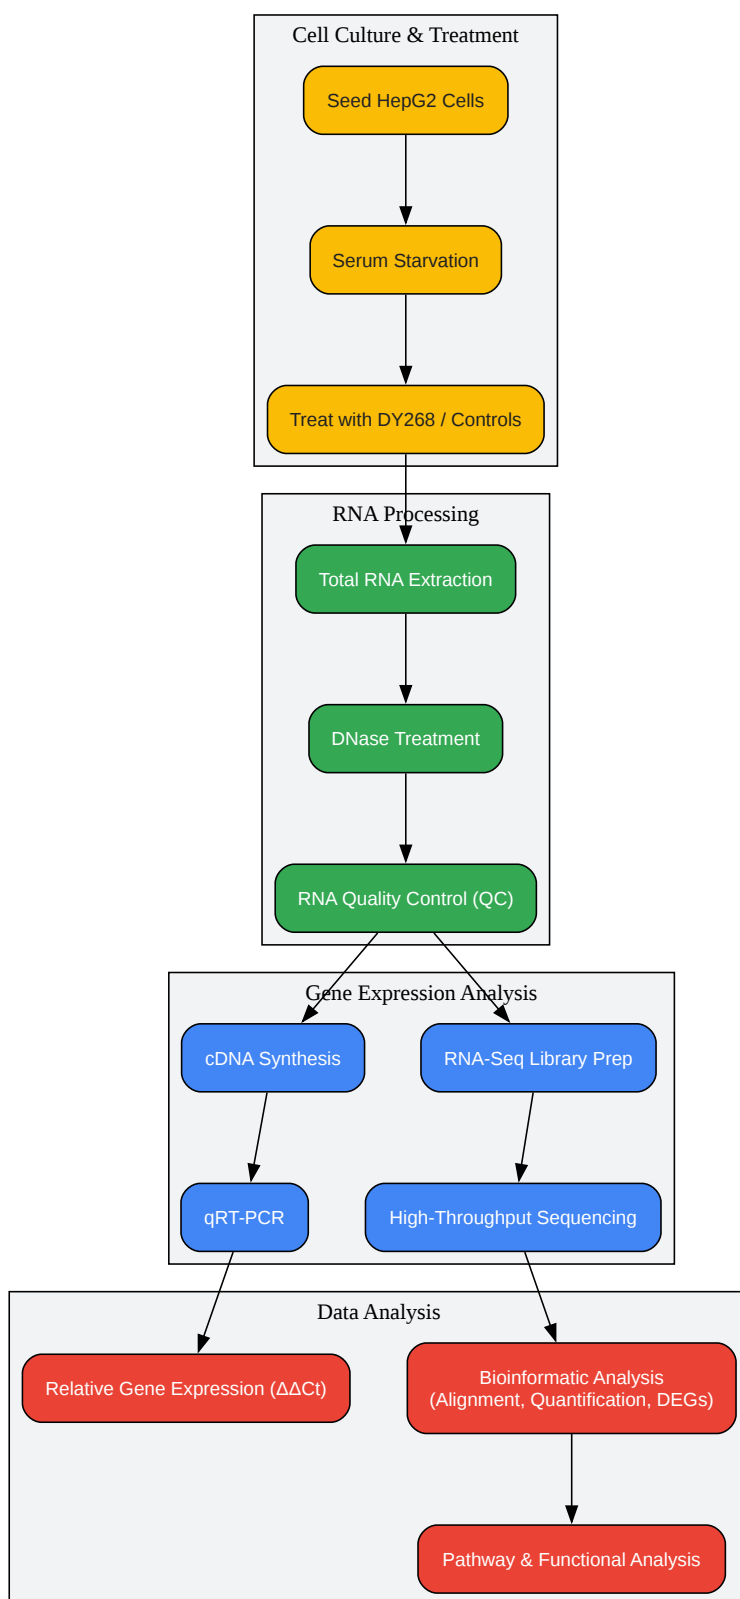 Cell Culture & Treatment
Seed HepG2 Cells
Serum Starvation
Treat with DY268 / Controls
RNA Processing
Total RNA Extraction
DNase Treatment
RNA Quality Control (QC)
Gene Expression Analysis
cDNA Synthesis
RNA-Seq Library Prep
qRT-PCR
High-Throughput Sequencing
Data Analysis
Relative Gene Expression (ΔΔCt)
Bioinformatic Analysis
(Alignment, Quantification, DEGs)
Pathway & Functional Analysis